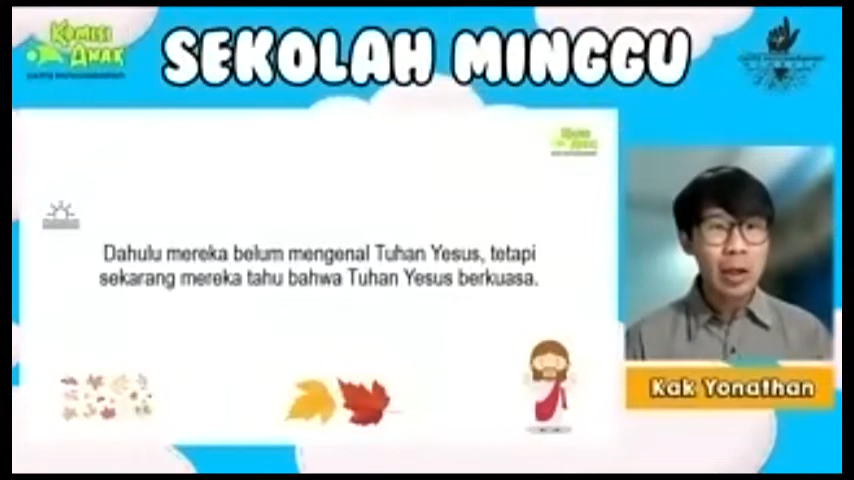 Komisi
Anak
SEKOLAH MINGGU
Dahulu mereka belum mengenal Tuhan Yesus, tetapi
sekarang mereka tahu bahwa Tuhan Yesus berkuasa.
Kak Yonathan